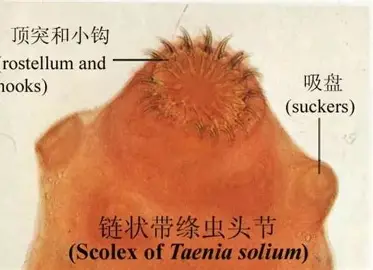 顶突和小钩
(rostellum and
hooks)
吸盘
(suckers)
链状带绦虫头节
(Scolex of Taenia solium)